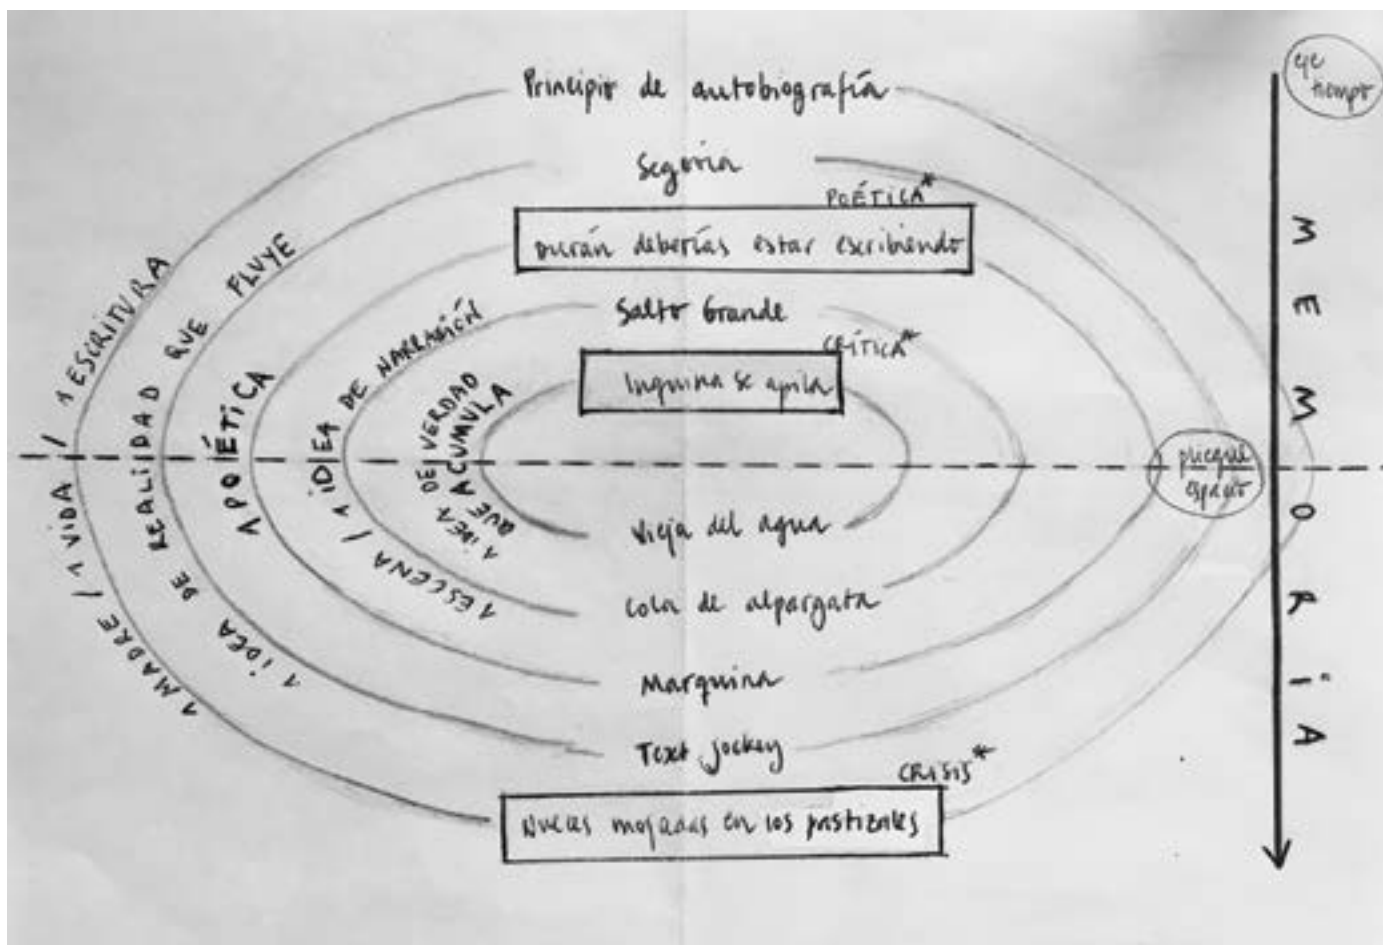 eje
tiempo
Principio de autobiografía
Segovia
POÉTICA*
Durán deberías estar escribiendo
Salto Grande
CRÍTICA*
Inquina se apila
Vieja del agua
Cola de alpargata
Marquina
Text jockey
CRISIS*
Nueces mojadas en los pastizales
1 MADRE / 1 VIDA / 1 ESCRITURA
1 iDEA DE REALIDAD QUE FLUYE
APOÉTICA
1 ESCENA / 1 iDEA DE NARRACIÓN
1 iDEA DE VERDAD
QUE ACUMULA
pliegue
espacio
MEMORiA